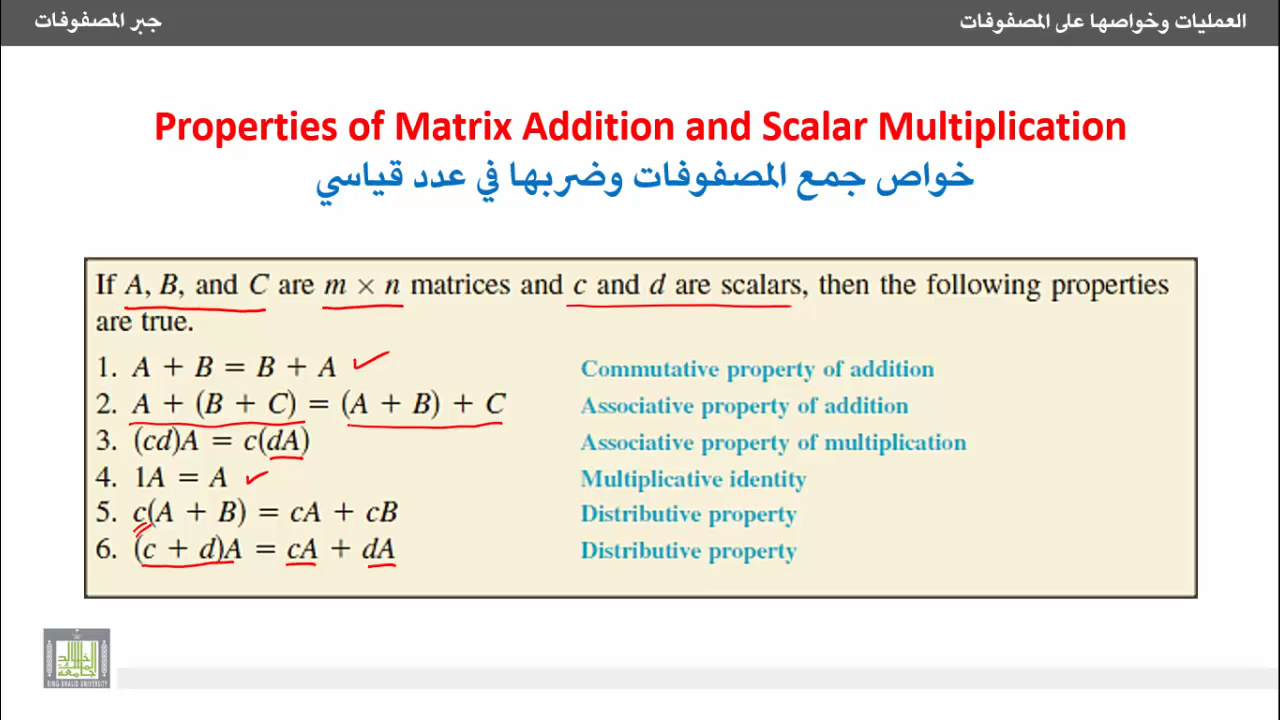 العمليات وخواصها على المصفوفات
جبر المصفوفات
Properties of Matrix Addition and Scalar Multiplication
خواص جمع المصفوفات وضربها في عدد قياسي
If A, B, and C are m × n matrices and c and d are scalars, then the following properties
are true.
1. A + B = B + A Commutative property of addition
2. A + (B + C) = (A + B) + C Associative property of addition
3. (cd)A = c(dA) Associative property of multiplication
4. 1A = A Multiplicative identity
5. c(A + B) = cA + cB Distributive property
6. (c + d)A = cA + dA Distributive property
KING KHALID UNIVERSITY